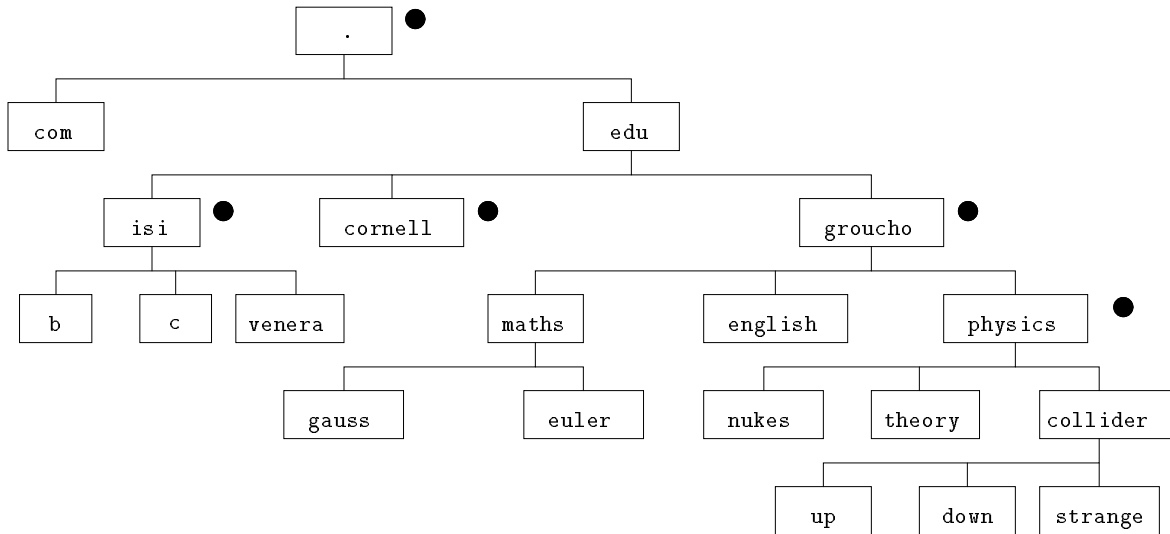 .
com edu
isi cornell groucho
b c venera maths english physics
gauss euler nukes theory collider
up down strange